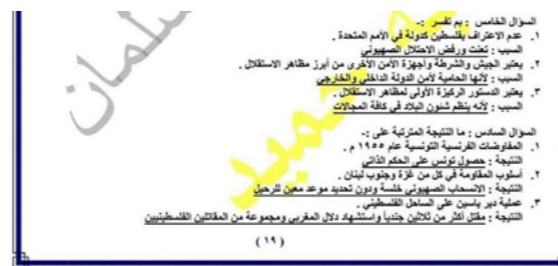 السؤال الخامس : بم تفسر :-
١. عدم الاعتراف بفلسطين كدولة في الأمم المتحدة .
السبب : تعنت ورفض الاحتلال الصهيوني
٢. يعتبر الجيش والشرطة وأجهزة الأمن الأخرى من أبرز مظاهر الاستقلال .
السبب : لأنها الحامية لأمن الدولة الداخلي والخارجي
٣. يعتبر الدستور الركيزة الأولى لمظاهر الاستقلال .
السبب : لأنه ينظم شئون البلاد في كافة المجالات
السؤال السادس : ما النتيجة المترتبة على :-
١. المفاوضات الفرنسية التونسية عام ١٩٥٥ م .
النتيجة : حصول تونس على الحكم الذاتي
٢. أسلوب المقاومة في كل من غزة وجنوب لبنان .
النتيجة : الانسحاب الصهيوني خلسة ودون تحديد موعد معين للرحيل
٣. عملية دير ياسين على الساحل الفلسطيني .
النتيجة : مقتل أكثر من ثلاثين جندياً واستشهاد دلال المغربي ومجموعة من المقاتلين الفلسطينيين
( ١٩ )